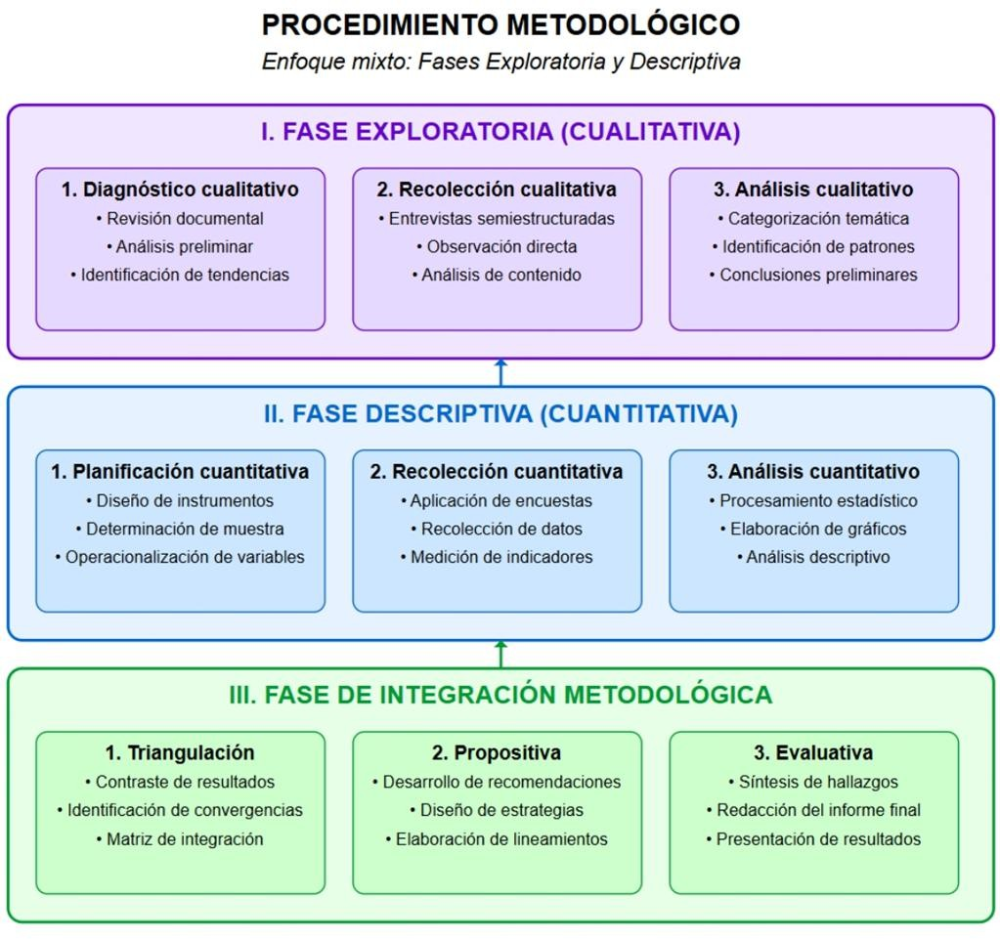 PROCEDIMIENTO METODOLÓGICO
Enfoque mixto: Fases Exploratoria y Descriptiva
I. FASE EXPLORATORIA (CUALITATIVA)
1. Diagnóstico cualitativo
• Revisión documental
• Análisis preliminar
• Identificación de tendencias
2. Recolección cualitativa
• Entrevistas semiestructuradas
• Observación directa
• Análisis de contenido
3. Análisis cualitativo
• Categorización temática
• Identificación de patrones
• Conclusiones preliminares
II. FASE DESCRIPTIVA (CUANTITATIVA)
1. Planificación cuantitativa
• Diseño de instrumentos
• Determinación de muestra
• Operacionalización de variables
2. Recolección cuantitativa
• Aplicación de encuestas
• Recolección de datos
• Medición de indicadores
3. Análisis cuantitativo
• Procesamiento estadístico
• Elaboración de gráficos
• Análisis descriptivo
III. FASE DE INTEGRACIÓN METODOLÓGICA
1. Triangulación
• Contraste de resultados
• Identificación de convergencias
• Matriz de integración
2. Propositiva
• Desarrollo de recomendaciones
• Diseño de estrategias
• Elaboración de lineamientos
3. Evaluativa
• Síntesis de hallazgos
• Redacción del informe final
• Presentación de resultados